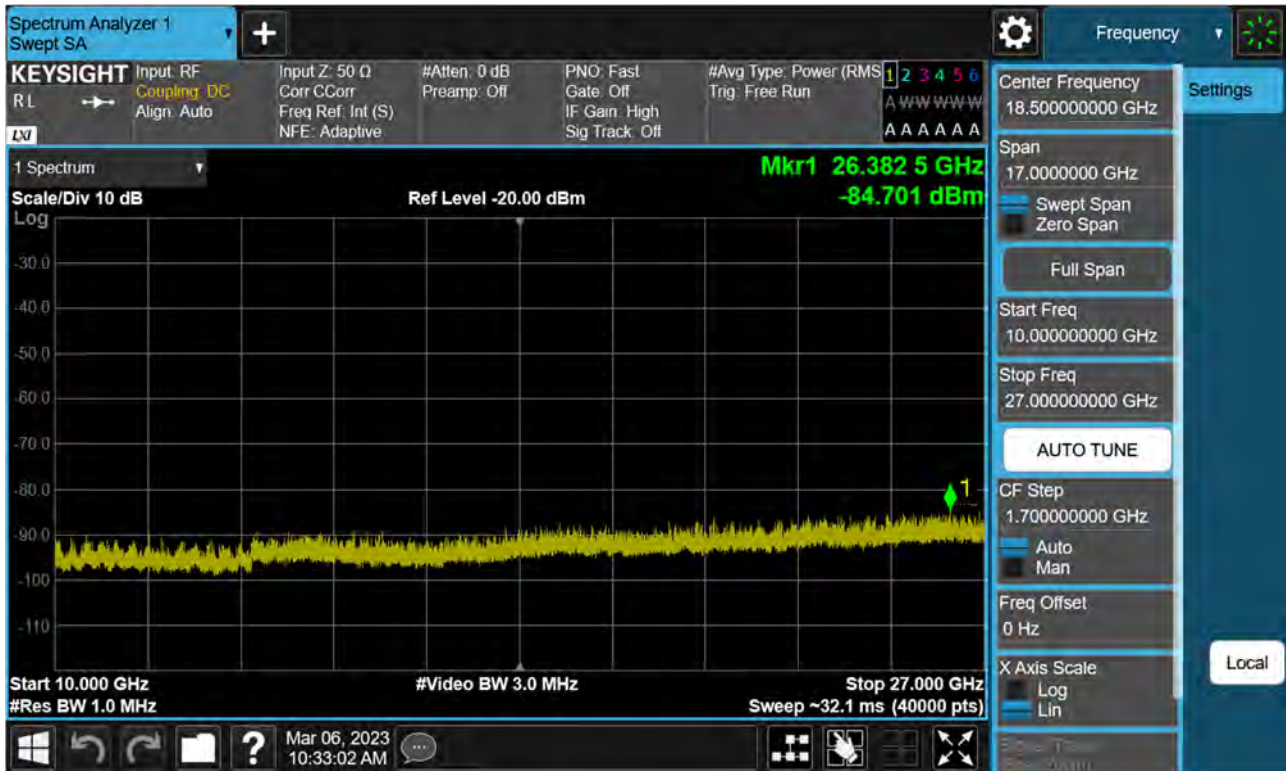 Spectrum Analyzer 1
Swept SA
+
Frequency
KEYSIGHT
RL
LXI
Input: RF
Coupling: DC
Align: Auto
Input Z: 50 Ω
Corr CCorr
Freq Ref: Int (S)
NFE: Adaptive
#Atten: 0 dB
Preamp: Off
PNO: Fast
Gate: Off
IF Gain: High
Sig Track: Off
#Avg Type: Power (RMS
Trig: Free Run
1 2 3 4 5 6
A W W W W W
A A A A A A
1 Spectrum
Scale/Div 10 dB
Log
Ref Level -20.00 dBm
Mkr1 26.382 5 GHz
-84.701 dBm
-30.0
-40.0
-50.0
-60.0
-70.0
-80.0
-90.0
-100
-110
1
Start 10.000 GHz
#Res BW 1.0 MHz
#Video BW 3.0 MHz
Stop 27.000 GHz
Sweep ~32.1 ms (40000 pts)
Center Frequency
18.500000000 GHz
Settings
Span
17.0000000 GHz
Swept Span
Zero Span
Full Span
Start Freq
10.000000000 GHz
Stop Freq
27.000000000 GHz
AUTO TUNE
CF Step
1.700000000 GHz
Auto
Man
Freq Offset
0 Hz
X Axis Scale
Log
Lin
Local
?
Mar 06, 2023
10:33:02 AM